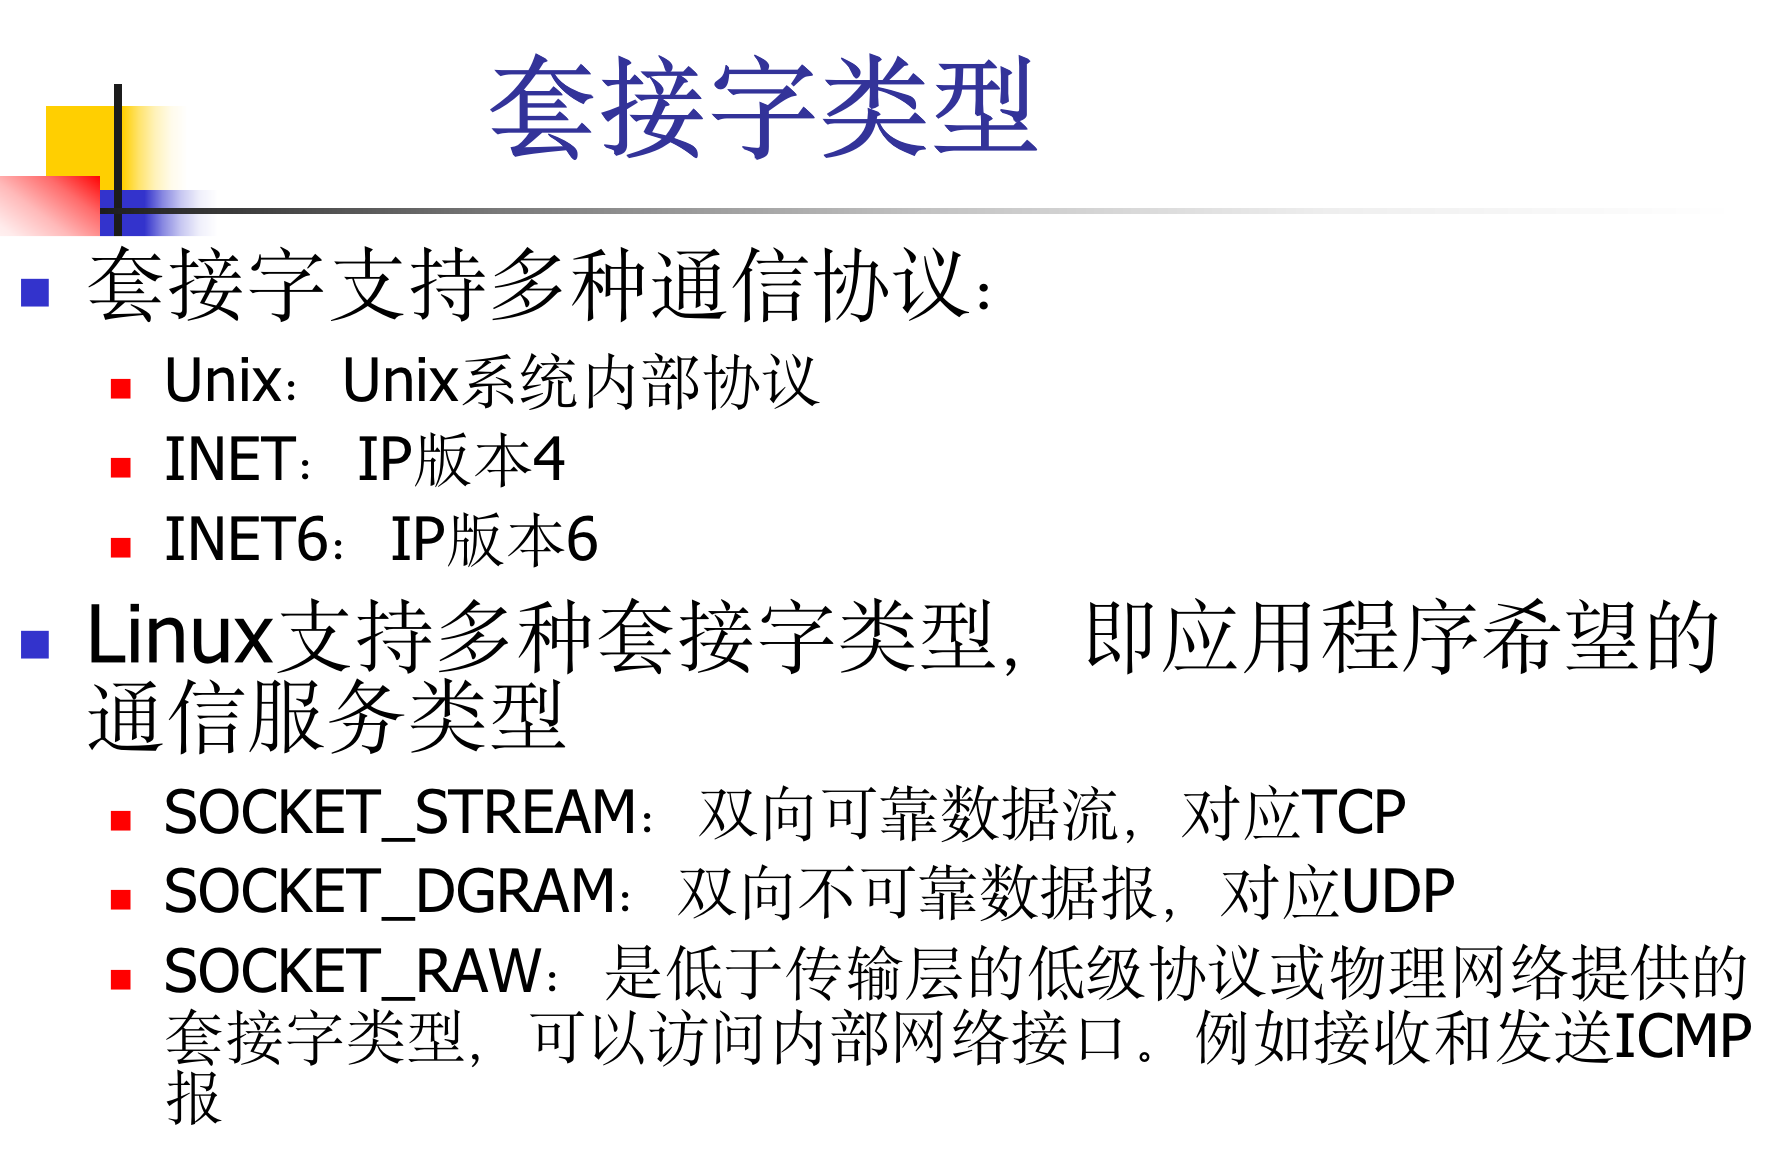 套接字类型
套接字支持多种通信协议：
Unix： Unix系统内部协议
INET： IP版本4
INET6： IP版本6
Linux支持多种套接字类型，即应用程序希望的
通信服务类型
SOCKET_STREAM：双向可靠数据流，对应TCP
SOCKET_DGRAM：双向不可靠数据报，对应UDP
SOCKET_RAW：是低于传输层的低级协议或物理网络提供的
套接字类型，可以访问内部网络接口。例如接收和发送ICMP
报